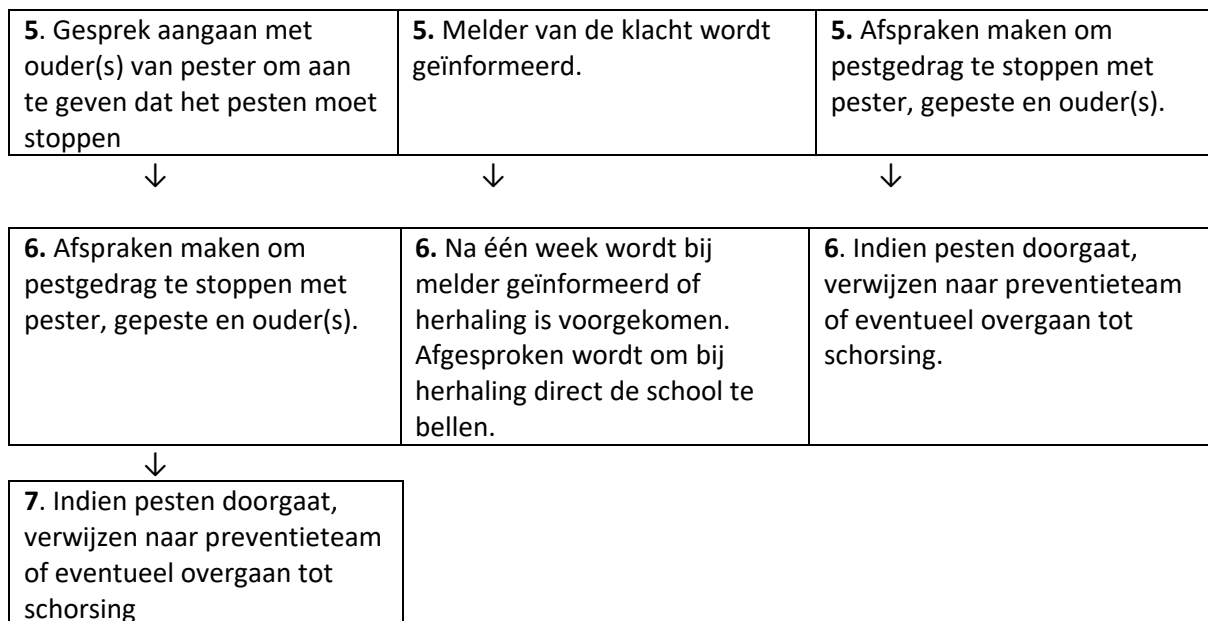 5. Gesprek aangaan met
ouder(s) van pester om aan
te geven dat het pesten moet
stoppen
5. Melder van de klacht wordt
geïnformeerd.
5. Afspraken maken om
pestgedrag te stoppen met
pester, gepeste en ouder(s).
↓ ↓ ↓
6. Afspraken maken om
pestgedrag te stoppen met
pester, gepeste en ouder(s).
6. Na één week wordt bij
melder geïnformeerd of
herhaling is voorgekomen.
Afgesproken wordt om bij
herhaling direct de school te
bellen.
6. Indien pesten doorgaat,
verwijzen naar preventieteam
of eventueel overgaan tot
schorsing.
↓
7. Indien pesten doorgaat,
verwijzen naar preventieteam
of eventueel overgaan tot
schorsing